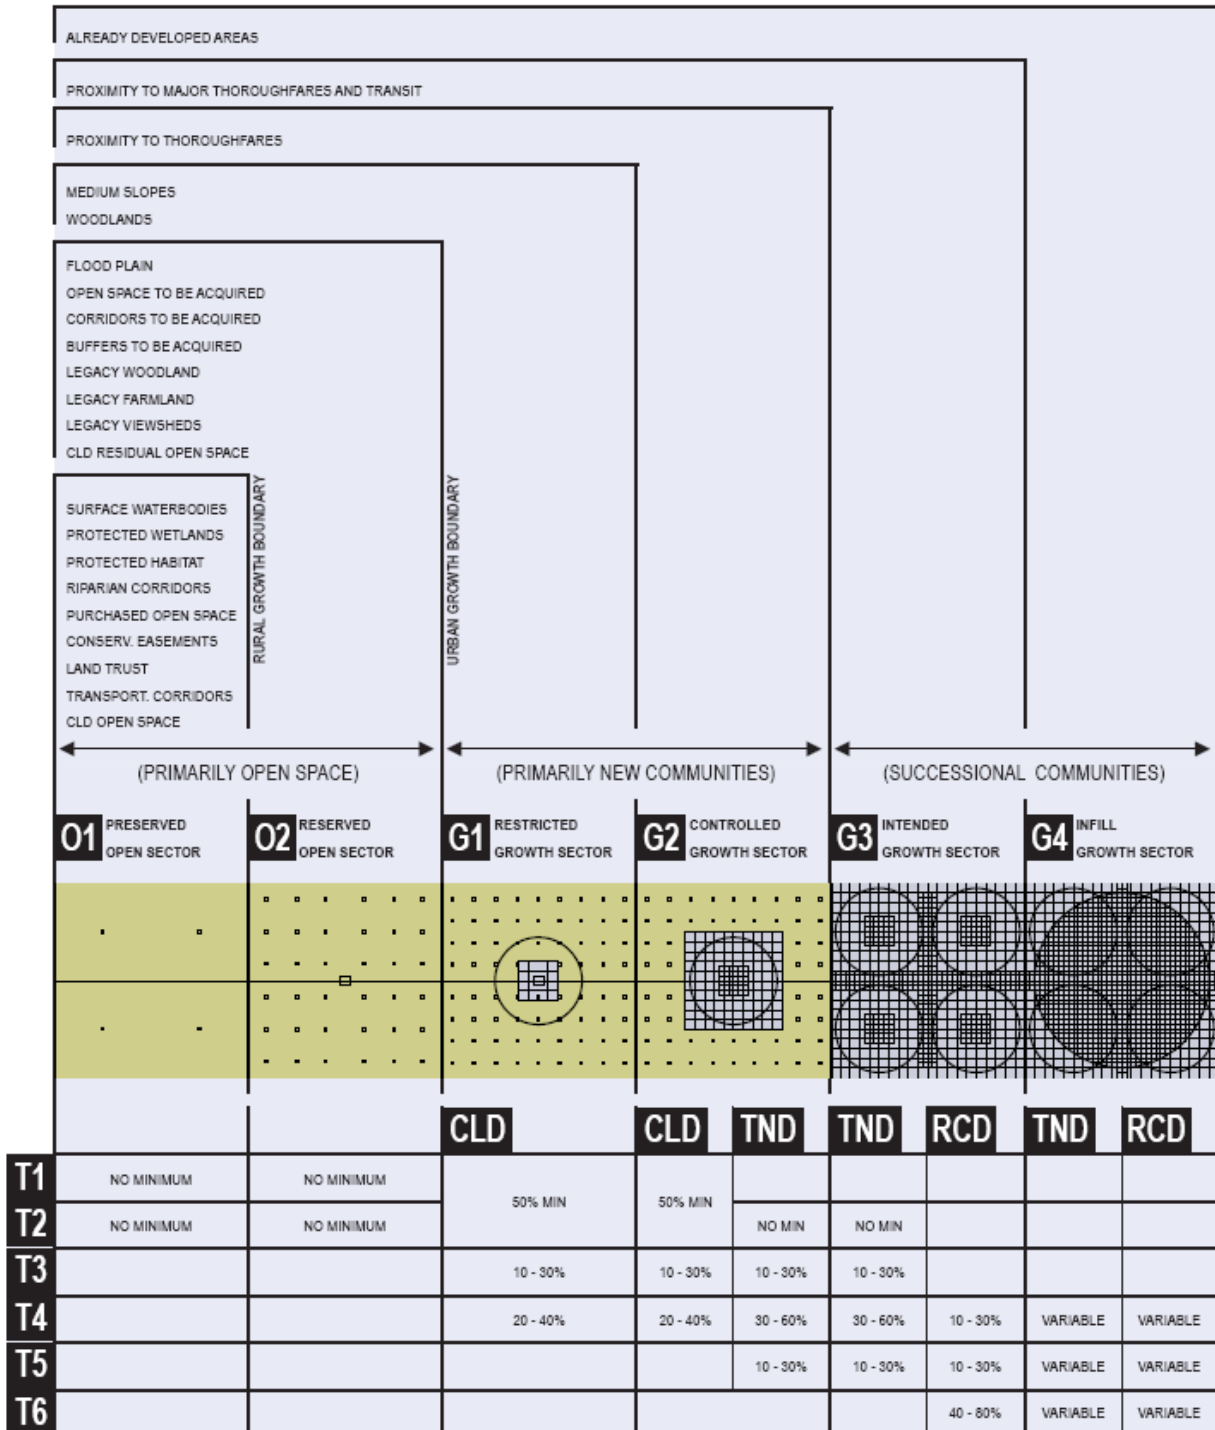 ALREADY DEVELOPED AREAS
PROXIMITY TO MAJOR THOROUGHFARES AND TRANSIT
PROXIMITY TO THOROUGHFARES
MEDIUM SLOPES
WOODLANDS
FLOOD PLAIN
OPEN SPACE TO BE ACQUIRED
CORRIDORS TO BE ACQUIRED
BUFFERS TO BE ACQUIRED
LEGACY WOODLAND
LEGACY FARMLAND
LEGACY VIEWSHEDS
CLD RESIDUAL OPEN SPACE
SURFACE WATERBODIES
PROTECTED WETLANDS
PROTECTED HABITAT
RIPARIAN CORRIDORS
PURCHASED OPEN SPACE
CONSERV. EASEMENTS
LAND TRUST
TRANSPORT. CORRIDORS
CLD OPEN SPACE
RURAL GROWTH BOUNDARY
URBAN GROWTH BOUNDARY
(PRIMARILY OPEN SPACE) (PRIMARILY NEW COMMUNITIES) (SUCCESSIONAL COMMUNITIES)
O1 PRESERVED OPEN SECTOR
O2 RESERVED OPEN SECTOR
G1 RESTRICTED GROWTH SECTOR
G2 CONTROLLED GROWTH SECTOR
G3 INTENDED GROWTH SECTOR
G4 INFILL GROWTH SECTOR
CLD CLD TND TND RCD TND RCD
T1 NO MINIMUM NO MINIMUM
50% MIN 50% MIN
T2 NO MINIMUM NO MINIMUM NO MIN NO MIN
T3 10 - 30% 10 - 30% 10 - 30% 10 - 30%
T4 20 - 40% 20 - 40% 30 - 60% 30 - 60% 10 - 30% VARIABLE VARIABLE
T5 10 - 30% 10 - 30% 10 - 30% VARIABLE VARIABLE
T6 40 - 80% VARIABLE VARIABLE